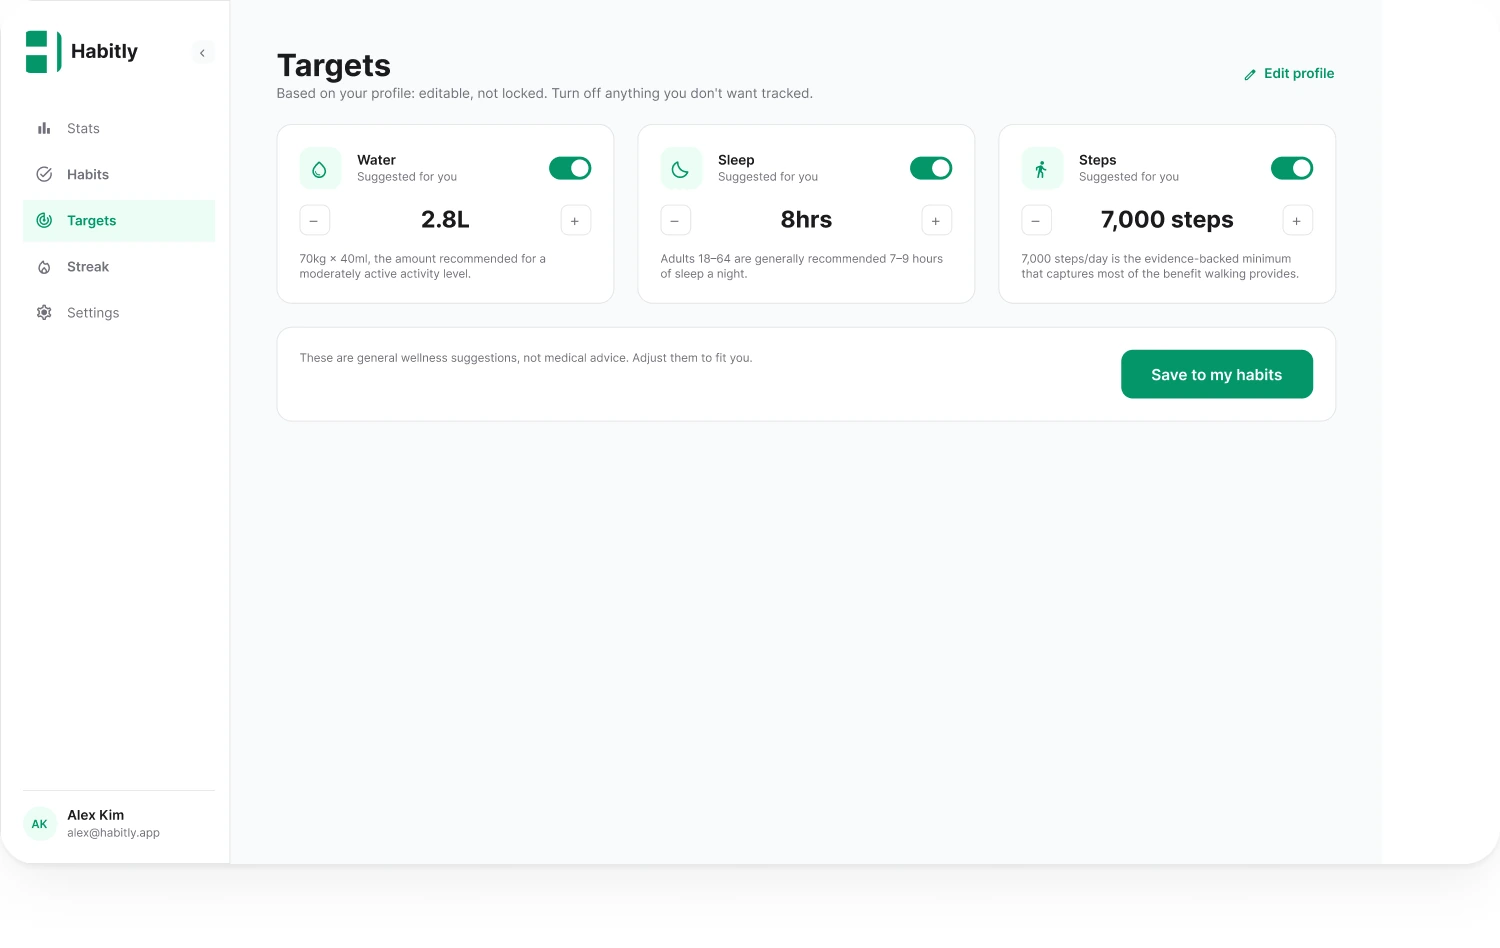 Habitly
Stats
Habits
Targets
Streak
Settings
Alex Kim
AK
alex@habitly.app
Targets
Based on your profile: editable, not locked. Turn off anything you don't want tracked.
Edit profile
Water
Suggested for you
− 2.8L +
70kg × 40ml, the amount recommended for a
moderately active activity level.
Sleep
Suggested for you
− 8hrs +
Adults 18–64 are generally recommended 7–9 hours
of sleep a night.
Steps
Suggested for you
− 7,000 steps +
7,000 steps/day is the evidence-backed minimum
that captures most of the benefit walking provides.
These are general wellness suggestions, not medical advice. Adjust them to fit you.
Save to my habits